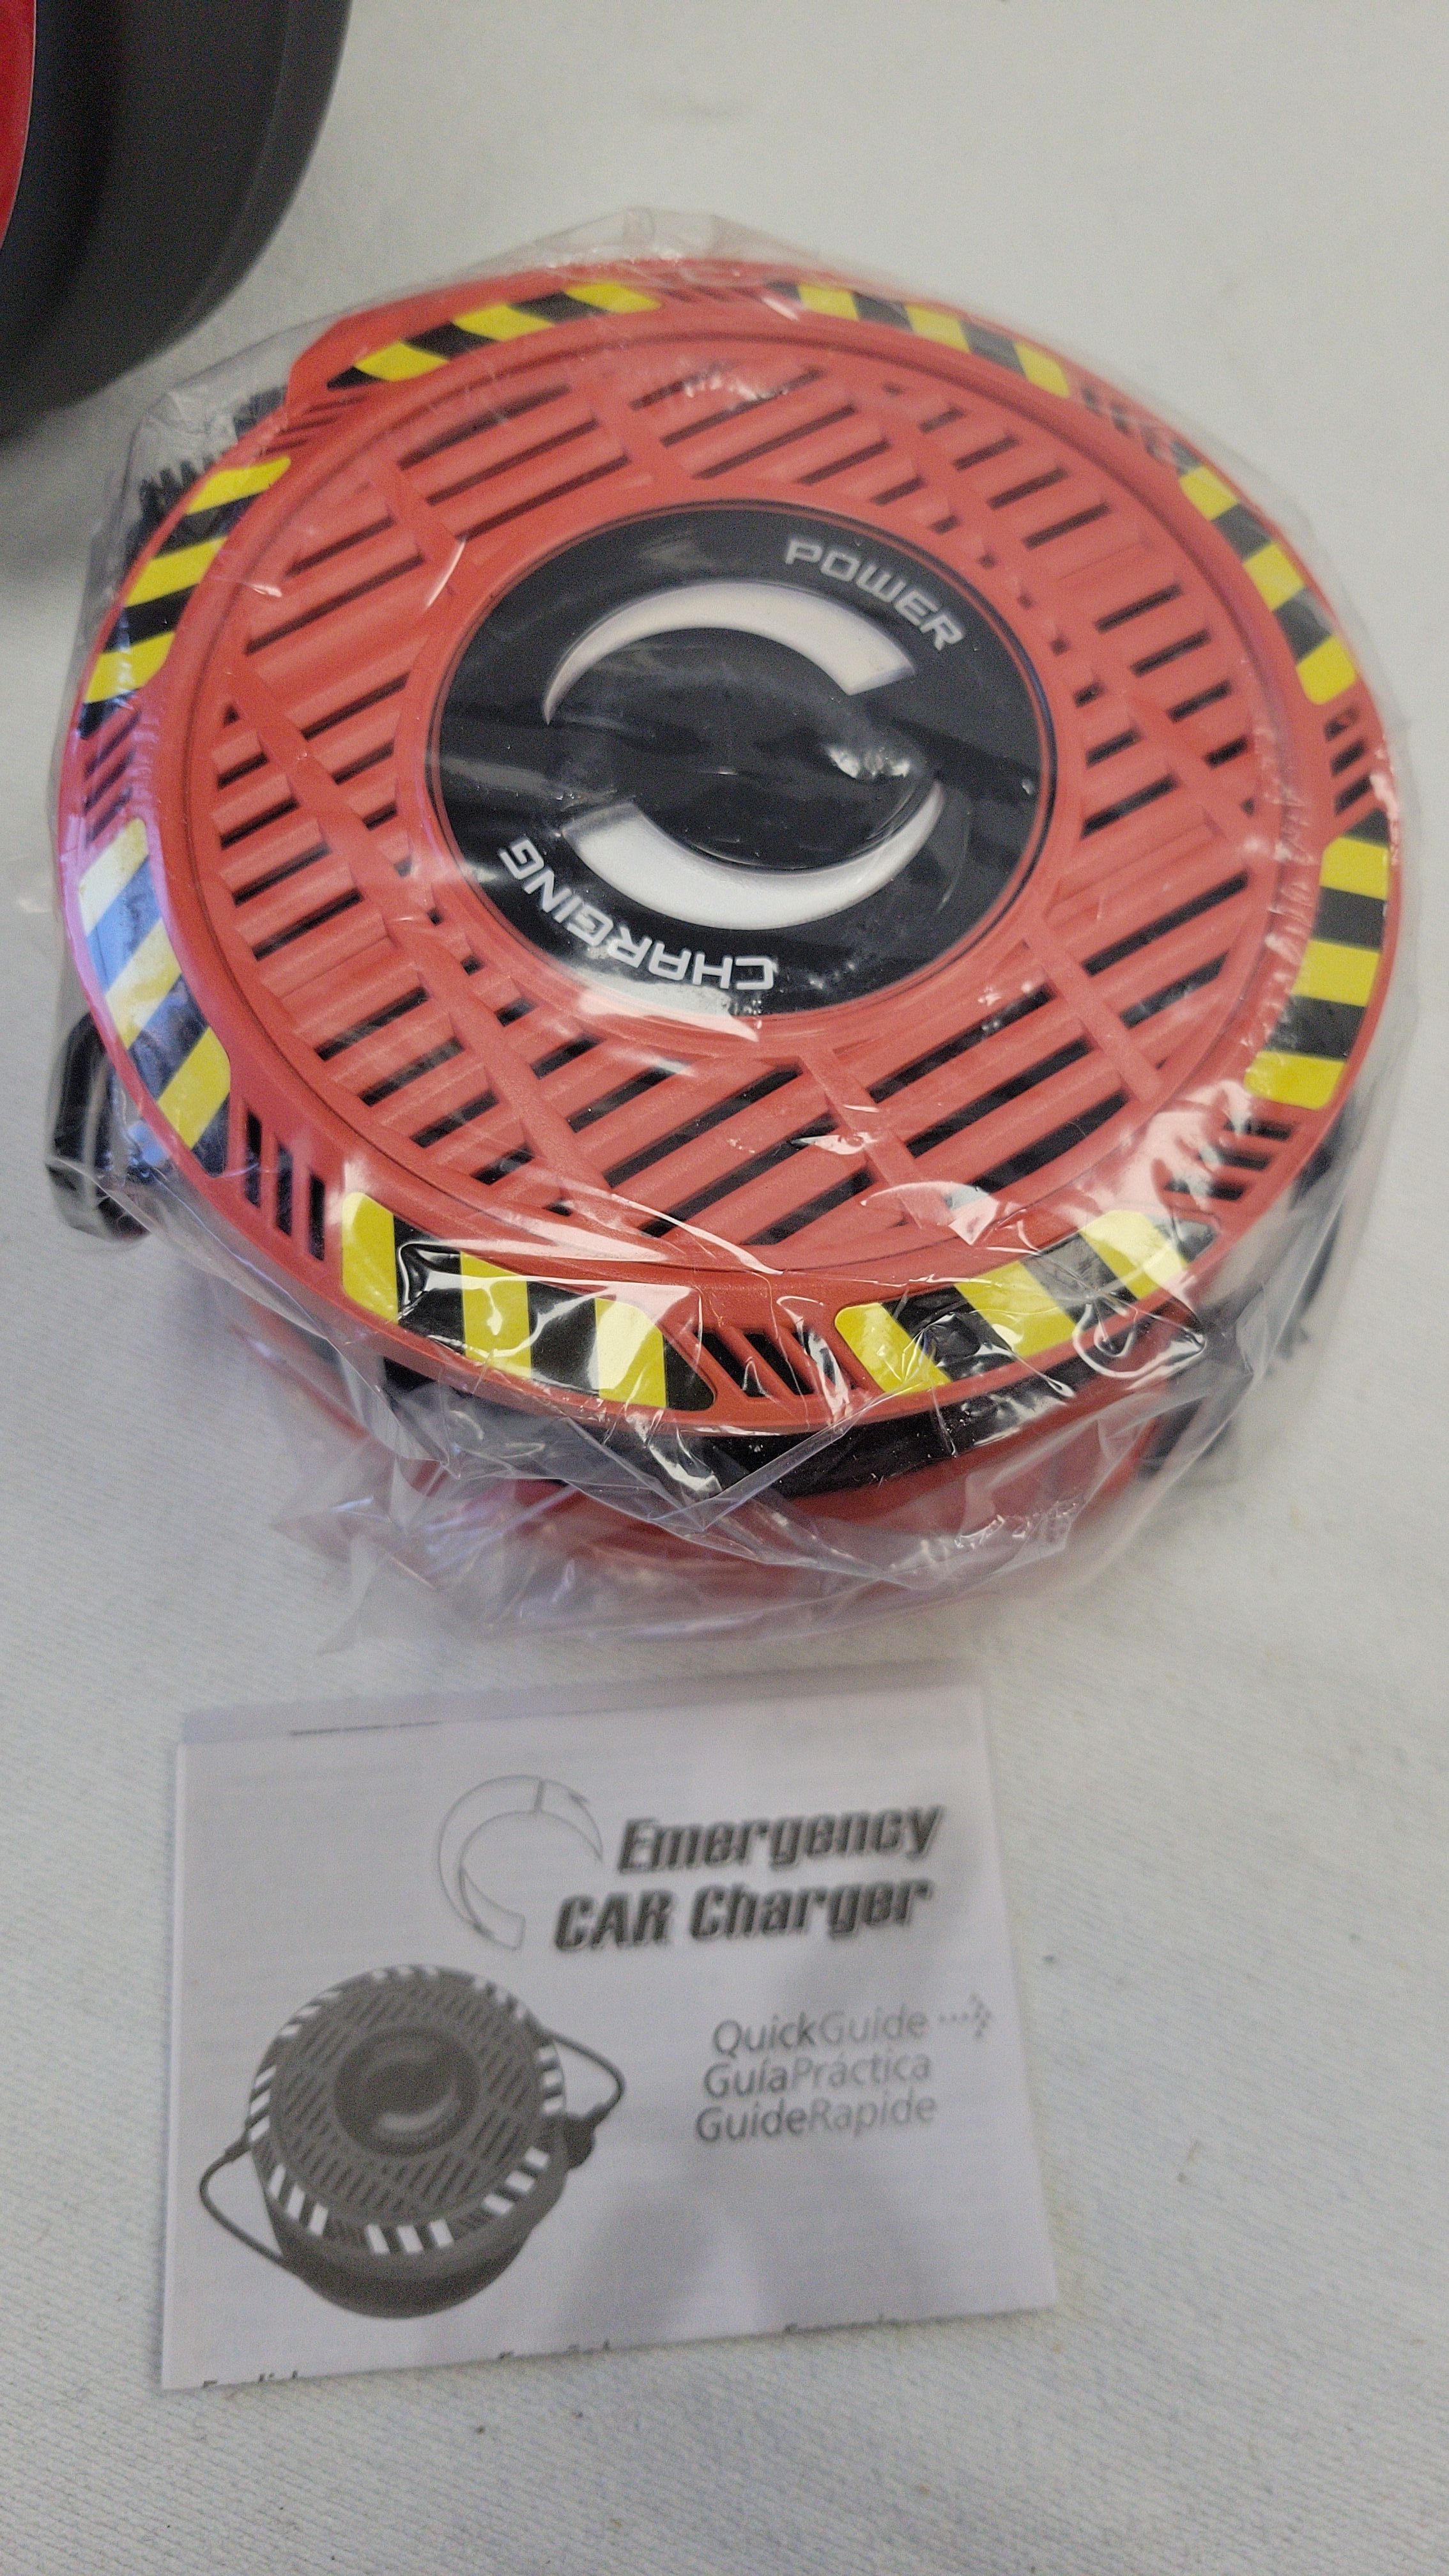 POWER
CHARGING
Emergency
CAR Charger
QuickGuide
GuíaPráctica
GuideRapide